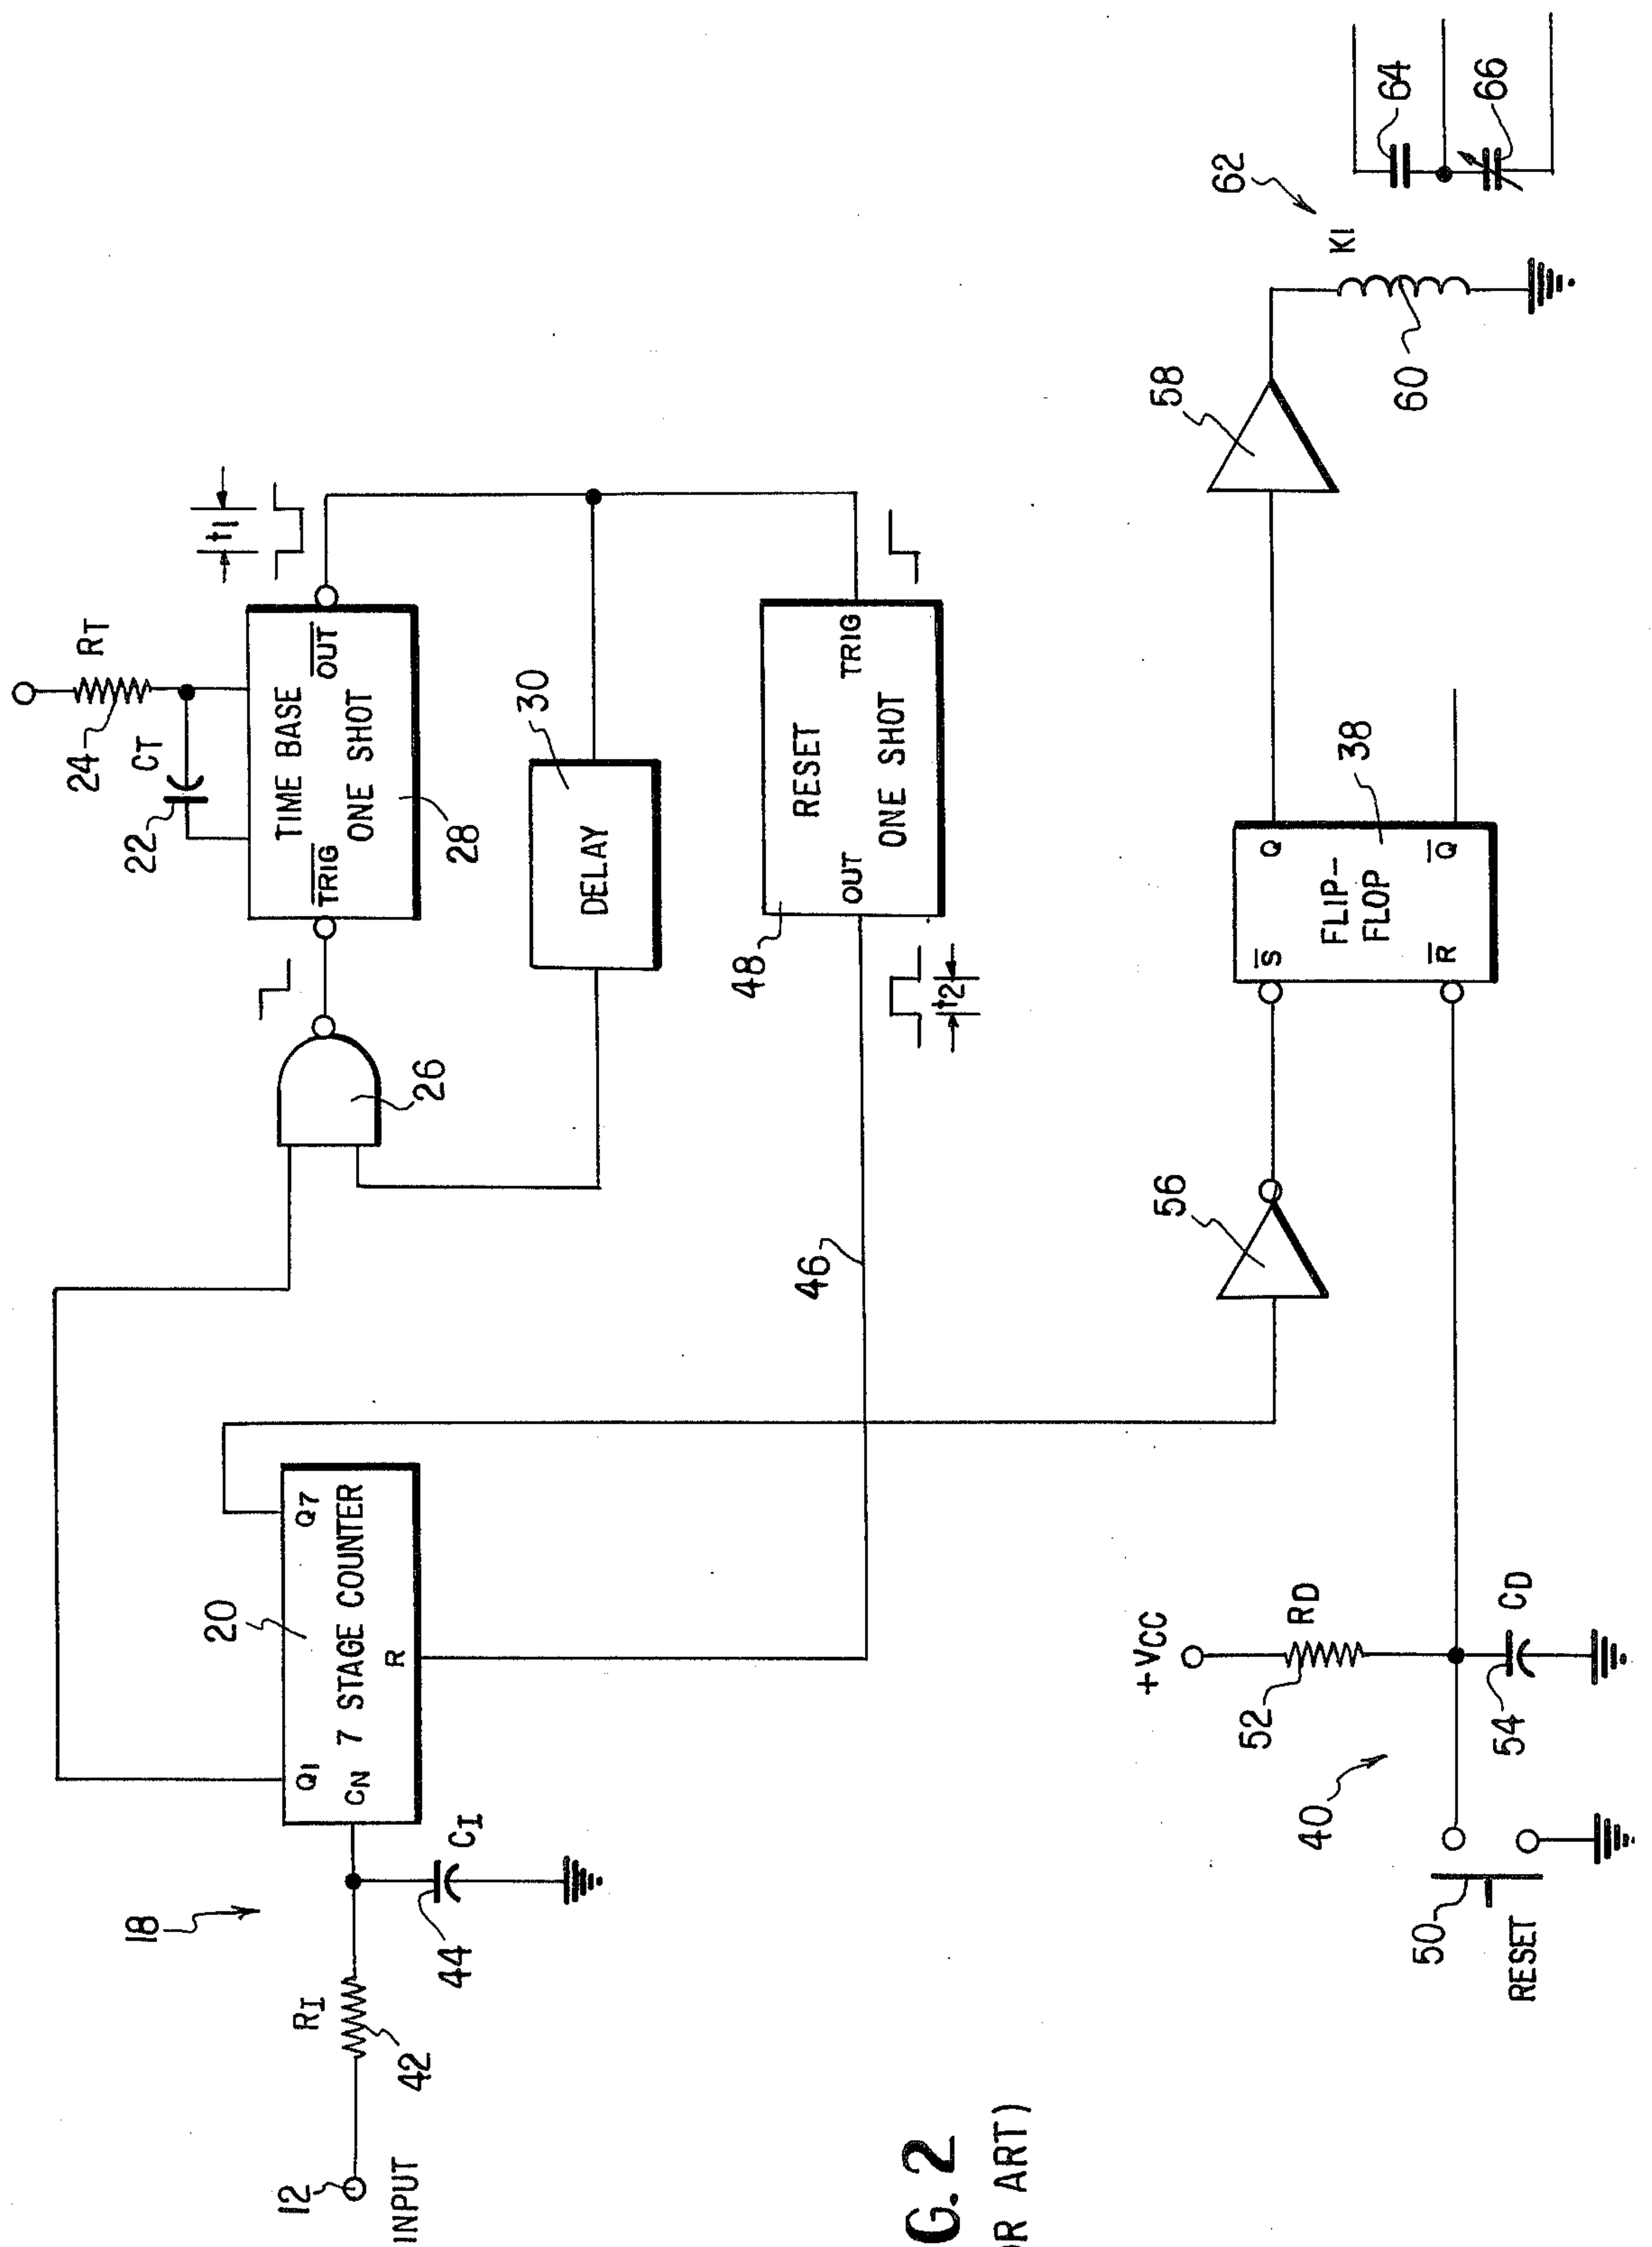 RT
24
CT
22
TIME BASE
ONE SHOT
TRIG
OUT
28
t1
26
DELAY
30
RESET
ONE SHOT
OUT
TRIG
48
t2
46
18
20
Q1
Q7
CN 7 STAGE COUNTER
R
12
INPUT
RI
42
CI
44
56
58
S
Q
FLIP-
FLOP
R
Q
38
60
K1
62
64
66
+VCC
RD
52
CD
54
40
50
RESET
G. 2
OR ART)